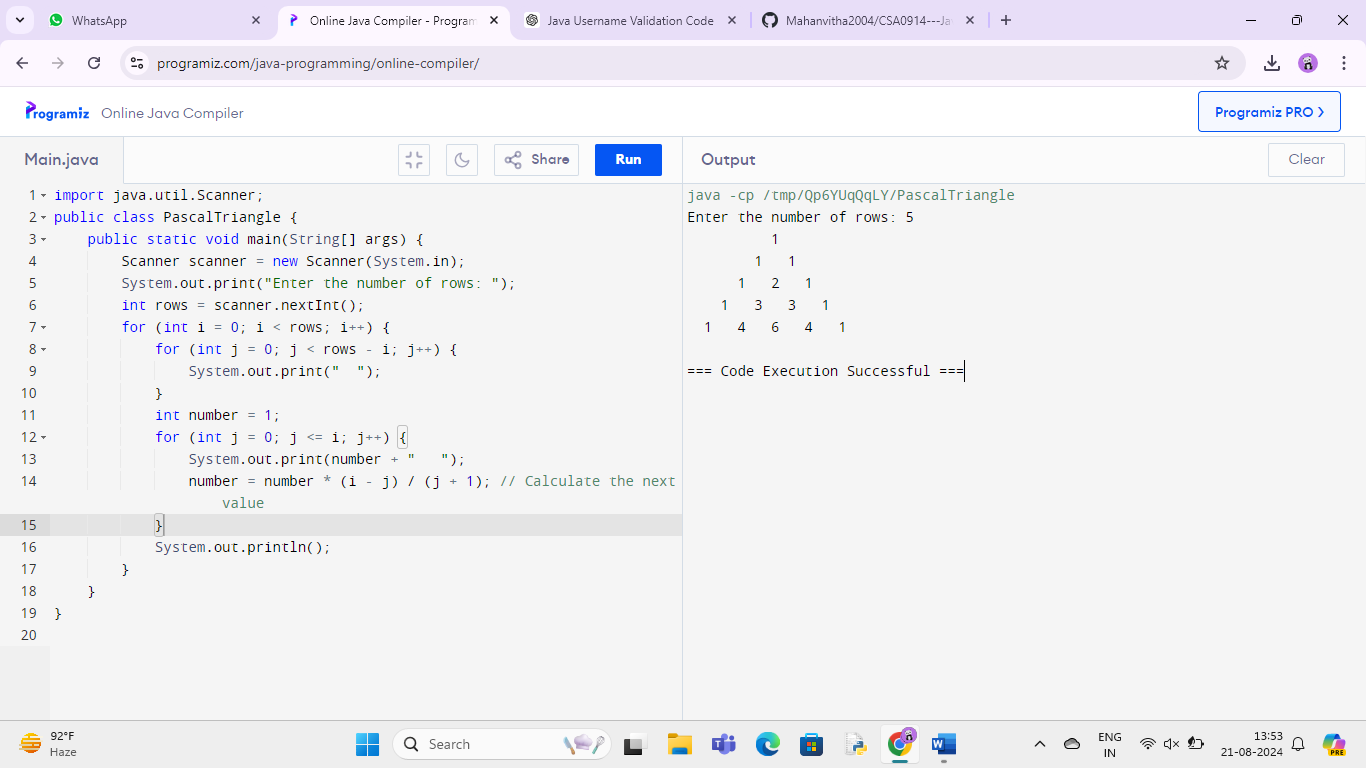 WhatsApp
Online Java Compiler - Program
Java Username Validation Code
Mahanvitha2004/CSA0914---Ja
programiz.com/java-programming/online-compiler/
Programiz Online Java Compiler
Programiz PRO
Main.java
Share
Run
Output
Clear
1 import java.util.Scanner;
2 public class PascalTriangle {
3     public static void main(String[] args) {
4         Scanner scanner = new Scanner(System.in);
5         System.out.print("Enter the number of rows: ");
6         int rows = scanner.nextInt();
7         for (int i = 0; i < rows; i++) {
8             for (int j = 0; j < rows - i; j++) {
9                 System.out.print("  ");
10             }
11             int number = 1;
12             for (int j = 0; j <= i; j++) {
13                 System.out.print(number + "   ");
14                 number = number * (i - j) / (j + 1); // Calculate the next
value
15             }
16             System.out.println();
17         }
18     }
19 }
20
java -cp /tmp/Qp6YUqQqLY/PascalTriangle
Enter the number of rows: 5
          1
        1   1
      1   2   1
    1   3   3   1
  1   4   6   4   1
=== Code Execution Successful ===
92°F
Haze
Search
ENG
IN
13:53
21-08-2024
PRE